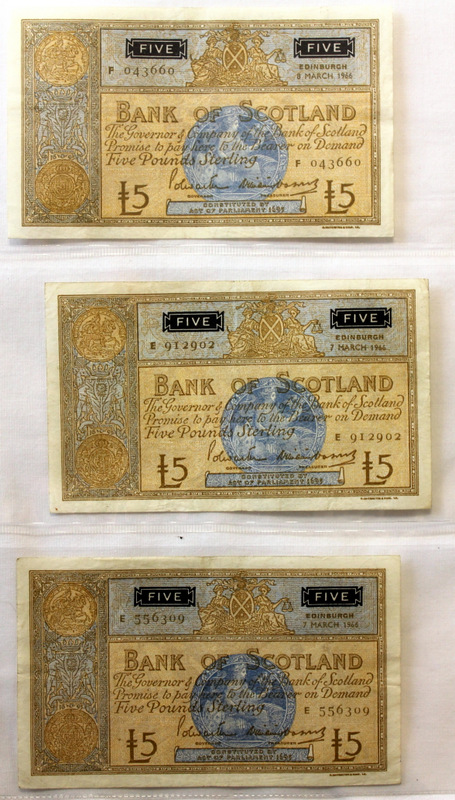 FIVE FIVE
F 043660 EDINBURGH
8 MARCH 1966
BANK OF SCOTLAND
The Governor & Company of the Bank of Scotland
Promise to pay here to the Bearer on Demand
Five Pounds Sterling F 043660
£5 £5
GOVERNOR
CONSTITUTED BY
ACT OF PARLIAMENT 1695
FIVE FIVE
E 912902 EDINBURGH
7 MARCH 1966
BANK OF SCOTLAND
The Governor & Company of the Bank of Scotland
Promise to pay here to the Bearer on Demand
Five Pounds Sterling E 912902
£5 £5
GOVERNOR
CONSTITUTED BY
ACT OF PARLIAMENT 1695
FIVE FIVE
E 556309 EDINBURGH
7 MARCH 1966
BANK OF SCOTLAND
The Governor & Company of the Bank of Scotland
Promise to pay here to the Bearer on Demand
Five Pounds Sterling E 556309
£5 £5
CONSTITUTED BY
ACT OF PARLIAMENT 1695